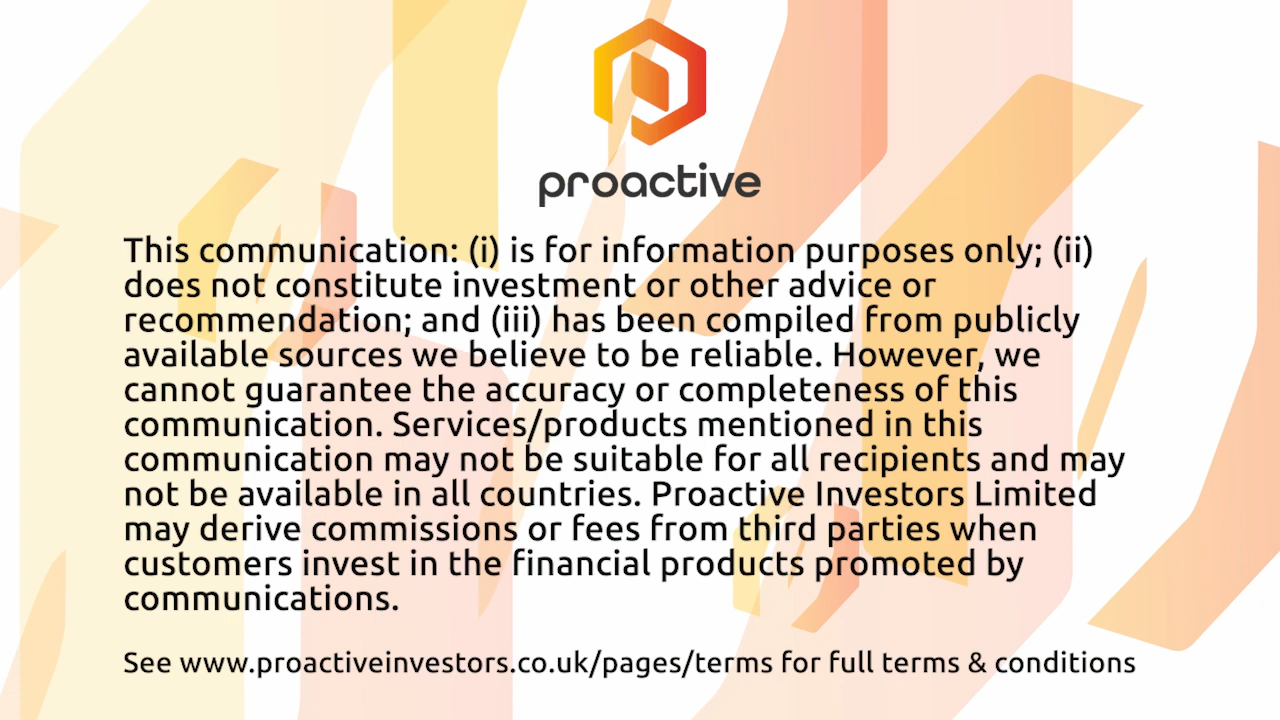 proactive
This communication: (i) is for information purposes only; (ii)
does not constitute investment or other advice or
recommendation; and (iii) has been compiled from publicly
available sources we believe to be reliable. However, we
cannot guarantee the accuracy or completeness of this
communication. Services/products mentioned in this
communication may not be suitable for all recipients and may
not be available in all countries. Proactive Investors Limited
may derive commissions or fees from third parties when
customers invest in the financial products promoted by
communications.
See www.proactiveinvestors.co.uk/pages/terms for full terms & conditions